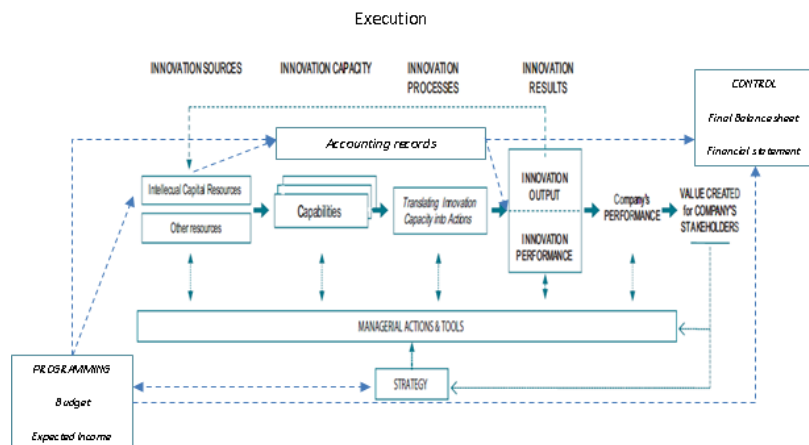 Execution
INNOVATION SOURCES
INNOVATION CAPACITY
INNOVATION
PROCESSES
INNOVATION
RESULTS
CONTROL
Final Balance sheet
Financial statement
Accounting records
Intellecual Capital Resources
Other resources
Capabilities
Translating Innovation
Capacity into Actions
INNOVATION
OUTPUT
INNOVATION
PERFORMANCE
Company's
PERFORMANCE
VALUE CREATED
for COMPANY'S
STAKEHOLDERS
MANAGERIAL ACTIONS & TOOLS
STRATEGY
PROGRAMMING
Budget
Expected Income